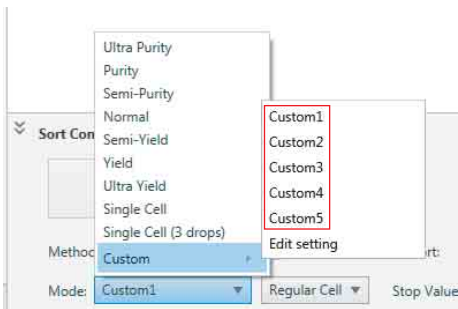 Ultra Purity
Purity
Semi-Purity
Normal
Semi-Yield
Yield
Ultra Yield
Single Cell
Single Cell (3 drops)
Custom
Custom1
Custom2
Custom3
Custom4
Custom5
Edit setting
Sort Con
Method
rt:
Mode: Custom1 Regular Cell Stop Value